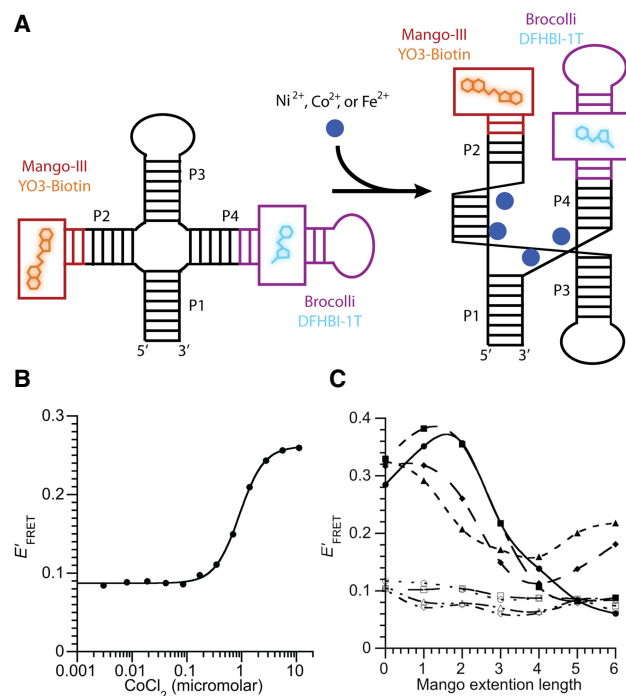 A
Mango-III
YO3-Biotin
P2
P3
P4
P1
5′ 3′
Brocolli
DFHBI-1T
Ni2+, Co2+, or Fe2+
Mango-III
YO3-Biotin
Brocolli
DFHBI-1T
P2
P4
P1
P3
5′ 3′
B
0.3
0.2
0.1
0
E′FRET
0.001 0.01 0.1 1 10
CoCl2 (micromolar)
C
0.4
0.3
0.2
0.1
0
E′FRET
0 1 2 3 4 5 6
Mango extention length